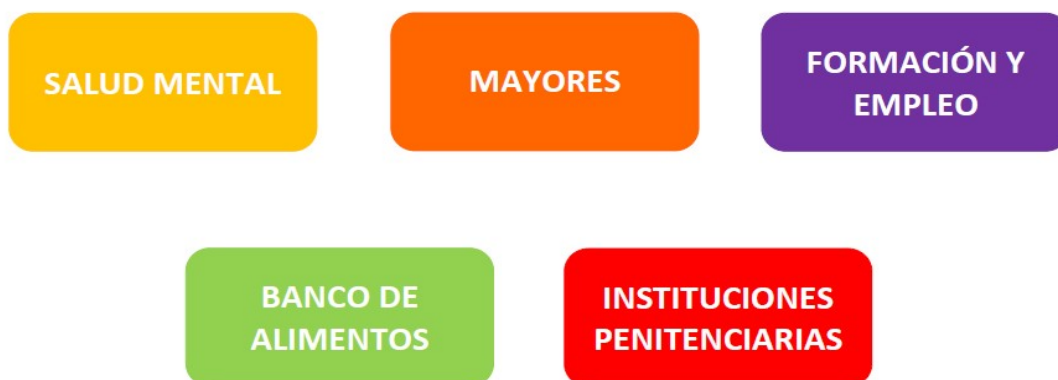 SALUD MENTAL
MAYORES
FORMACIÓN Y
EMPLEO
BANCO DE
ALIMENTOS
INSTITUCIONES
PENITENCIARIAS